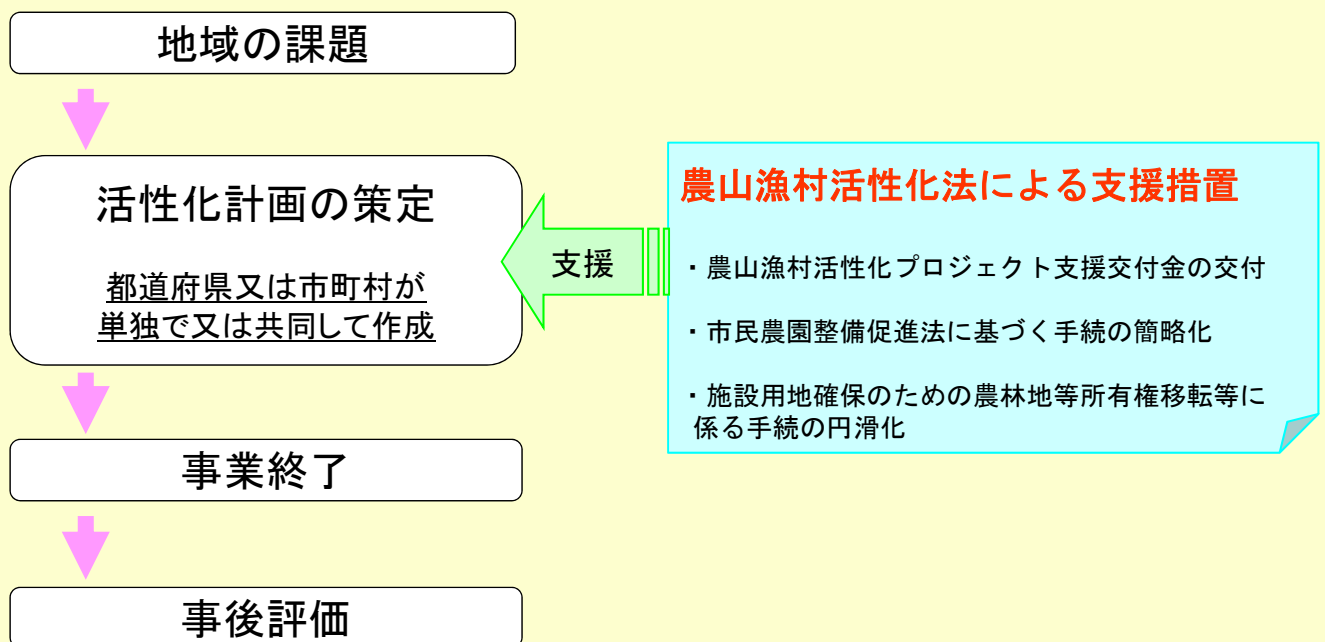 地域の課題
活性化計画の策定
都道府県又は市町村が
単独で又は共同して作成
支援
農山漁村活性化法による支援措置
・農山漁村活性化プロジェクト支援交付金の交付
・市民農園整備促進法に基づく手続の簡略化
・施設用地確保のための農林地等所有権移転等に
係る手続の円滑化
事業終了
事後評価